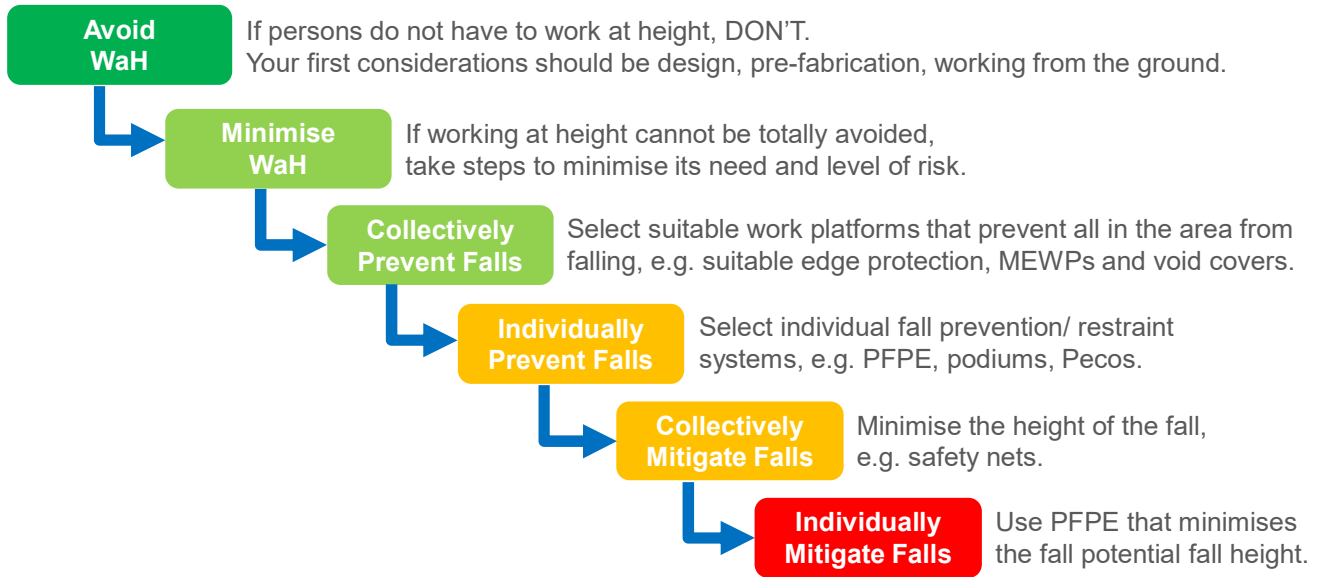 Avoid
WaH
If persons do not have to work at height, DON'T.
Your first considerations should be design, pre-fabrication, working from the ground.
Minimise
WaH
If working at height cannot be totally avoided,
take steps to minimise its need and level of risk.
Collectively
Prevent Falls
Select suitable work platforms that prevent all in the area from
falling, e.g. suitable edge protection, MEWPs and void covers.
Individually
Prevent Falls
Select individual fall prevention/ restraint
systems, e.g. PFPE, podiums, Pecos.
Collectively
Mitigate Falls
Minimise the height of the fall,
e.g. safety nets.
Individually
Mitigate Falls
Use PFPE that minimises
the fall potential fall height.